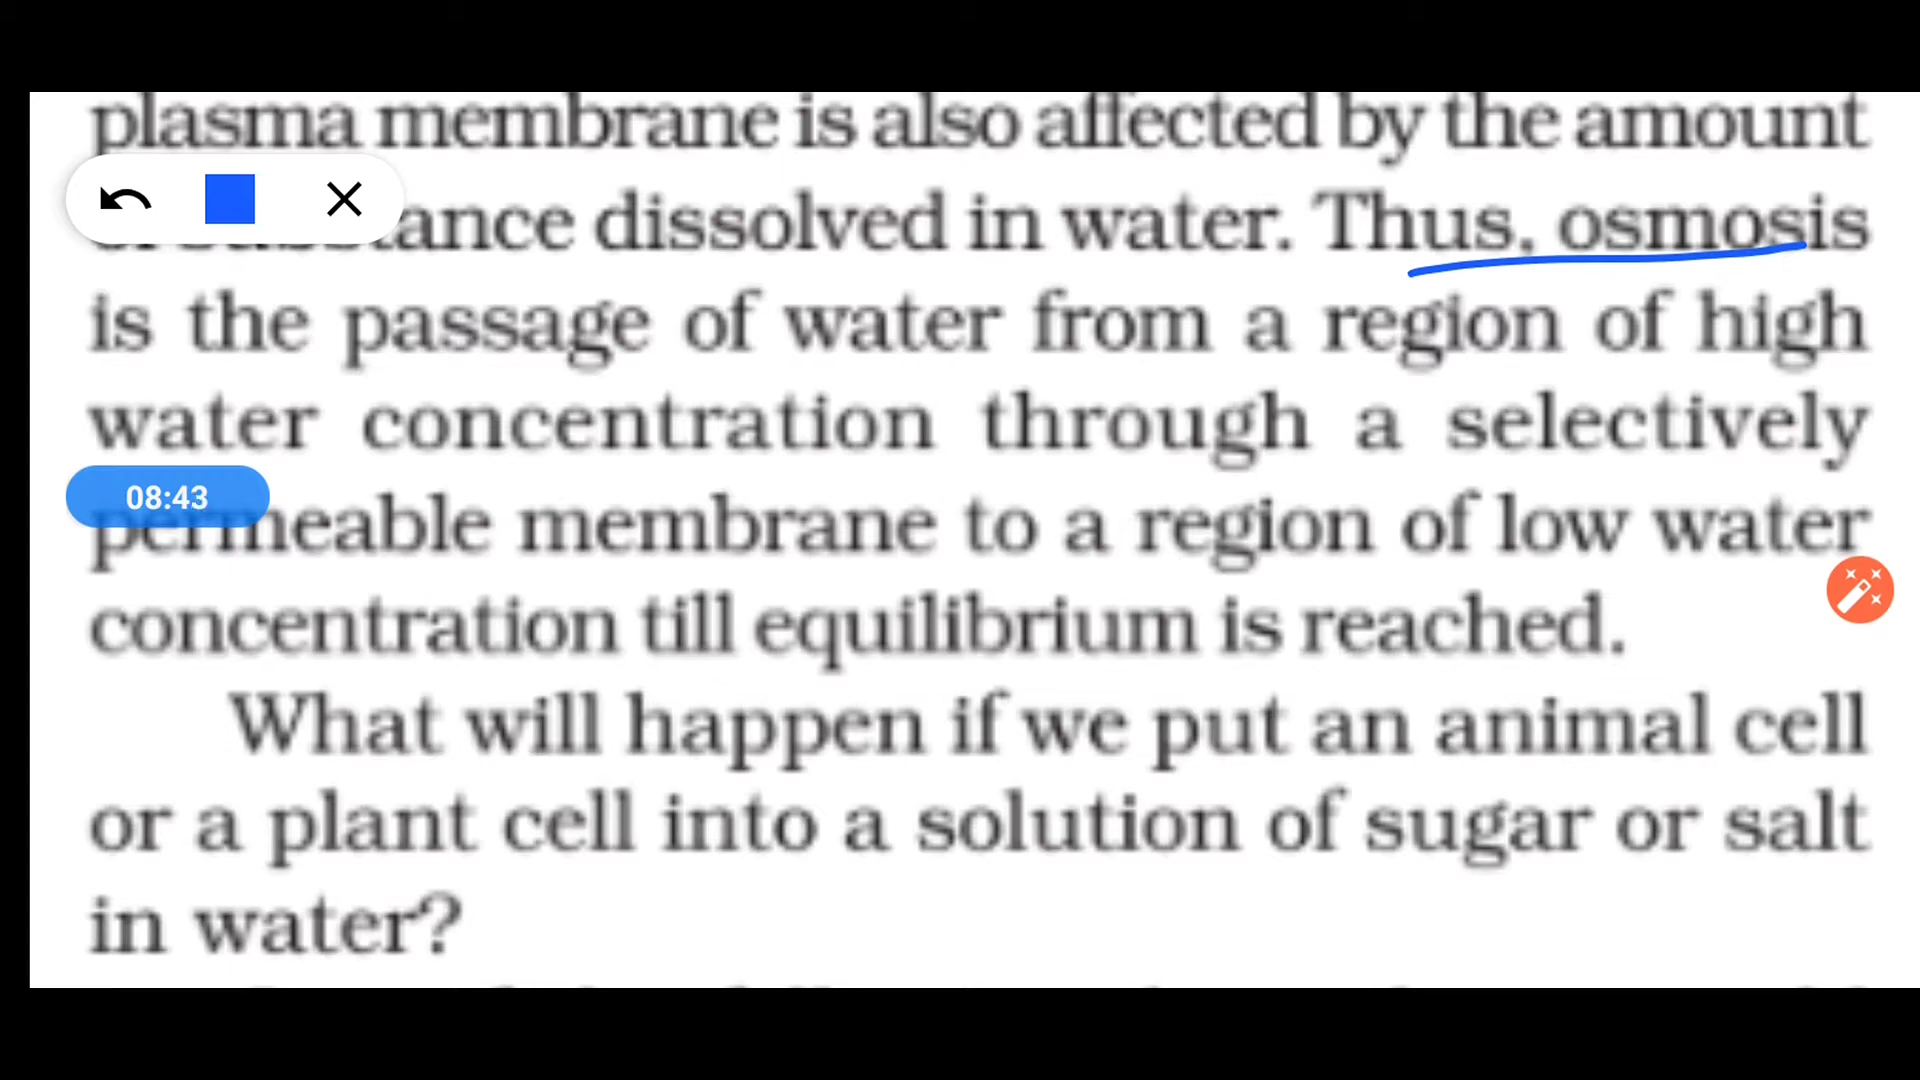 plasma membrane is also affected by the amount
ance dissolved in water. Thus, osmosis
is the passage of water from a region of high
water concentration through a selectively
08:43
permeable membrane to a region of low water
concentration till equilibrium is reached.
What will happen if we put an animal cell
or a plant cell into a solution of sugar or salt
in water?